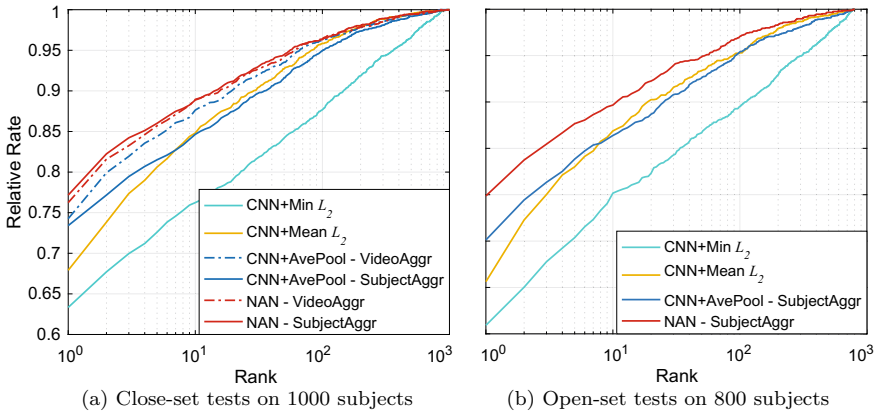 1
0.95
0.9
0.85
0.8
0.75
0.7
0.65
0.6
Relative Rate
CNN+Min L2
CNN+Mean L2
CNN+AvePool - VideoAggr
CNN+AvePool - SubjectAggr
NAN - VideoAggr
NAN - SubjectAggr
10^0 10^1 10^2 10^3
Rank
(a) Close-set tests on 1000 subjects
CNN+Min L2
CNN+Mean L2
CNN+AvePool - SubjectAggr
NAN - SubjectAggr
10^0 10^1 10^2 10^3
Rank
(b) Open-set tests on 800 subjects